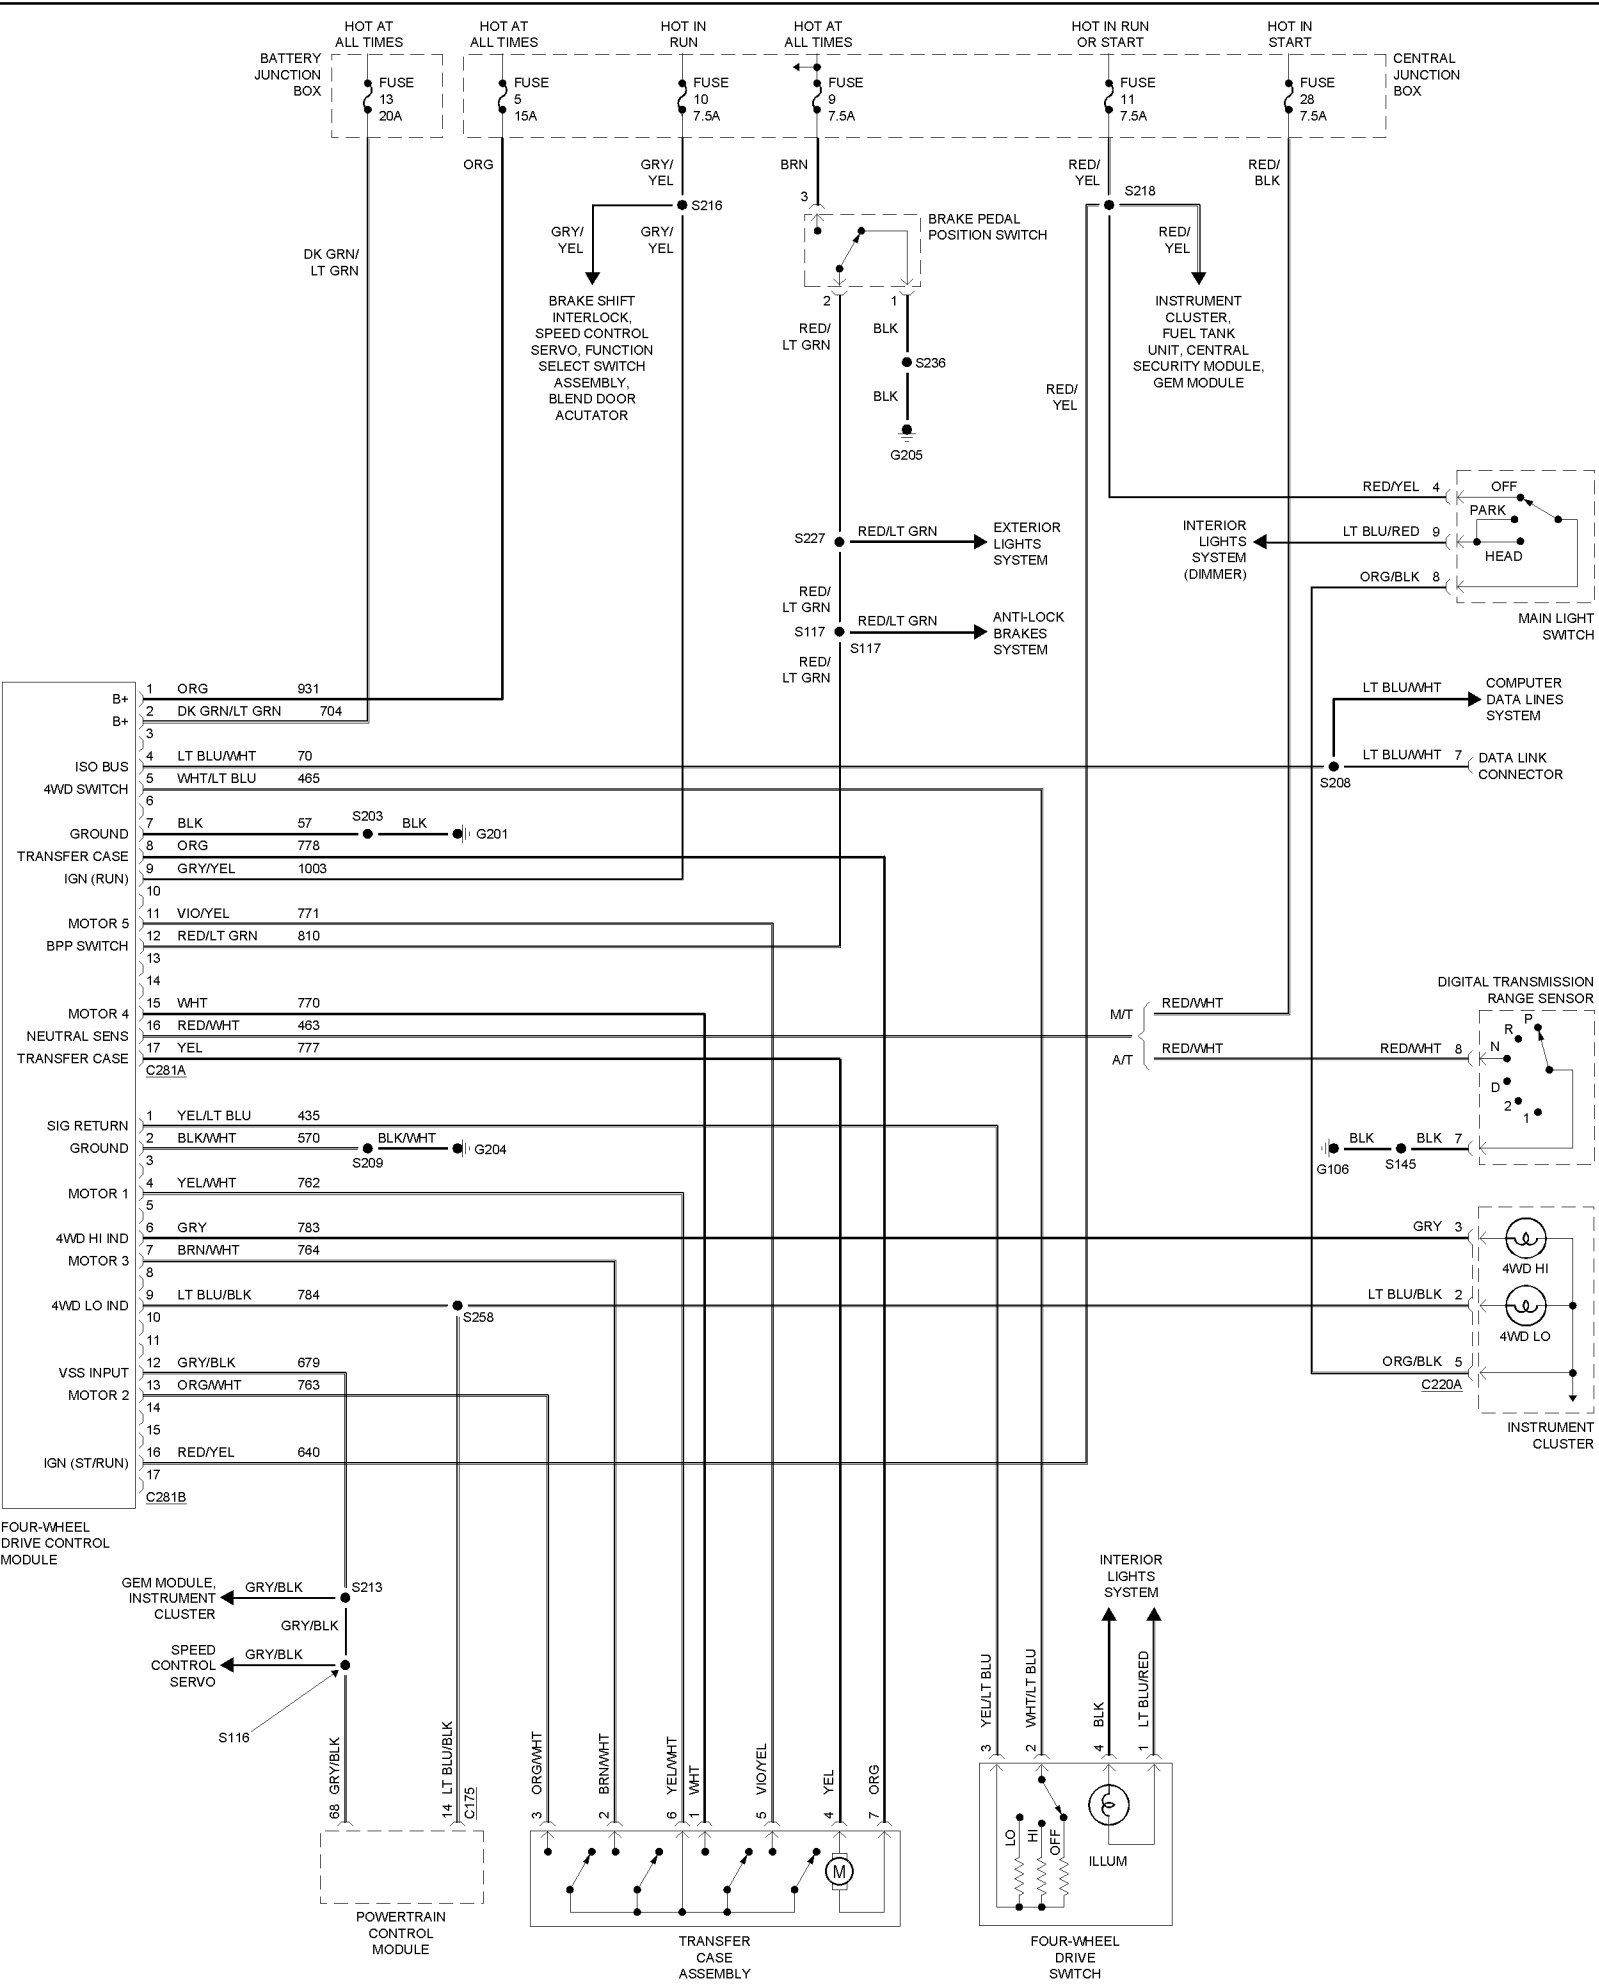 HOT AT
ALL TIMES
HOT AT
ALL TIMES
HOT IN
RUN
HOT AT
ALL TIMES
HOT IN RUN
OR START
HOT IN
START
BATTERY
JUNCTION
BOX
FUSE
13
20A
FUSE
5
15A
FUSE
10
7.5A
FUSE
9
7.5A
FUSE
11
7.5A
FUSE
28
7.5A
CENTRAL
JUNCTION
BOX
ORG
GRY/
YEL
BRN
RED/
YEL
RED/
BLK
3
S216
S218
GRY/
YEL
GRY/
YEL
BRAKE PEDAL
POSITION SWITCH
RED/
YEL
DK GRN/
LT GRN
BRAKE SHIFT
INTERLOCK,
SPEED CONTROL
SERVO, FUNCTION
SELECT SWITCH
ASSEMBLY,
BLEND DOOR
ACUTATOR
2
1
RED/
LT GRN
BLK
S236
BLK
G205
INSTRUMENT
CLUSTER,
FUEL TANK
UNIT, CENTRAL
SECURITY MODULE,
GEM MODULE
RED/
YEL
RED/YEL 4
OFF
PARK
LT BLU/RED 9
HEAD
ORG/BLK 8
MAIN LIGHT
SWITCH
INTERIOR
LIGHTS
SYSTEM
(DIMMER)
S227
RED/LT GRN
EXTERIOR
LIGHTS
SYSTEM
RED/
LT GRN
S117
RED/LT GRN
S117
ANTI-LOCK
BRAKES
SYSTEM
RED/
LT GRN
LT BLU/WHT
COMPUTER
DATA LINES
SYSTEM
LT BLU/WHT 7
DATA LINK
CONNECTOR
S208
B+ 1 ORG 931
B+ 2 DK GRN/LT GRN 704
3
ISO BUS 4 LT BLU/WHT 70
4WD SWITCH 5 WHT/LT BLU 465
6
GROUND 7 BLK 57 S203 BLK G201
TRANSFER CASE 8 ORG 778
IGN (RUN) 9 GRY/YEL 1003
10
MOTOR 5 11 VIO/YEL 771
BPP SWITCH 12 RED/LT GRN 810
13
14
MOTOR 4 15 WHT 770
NEUTRAL SENS 16 RED/WHT 463
TRANSFER CASE 17 YEL 777
C281A
M/T RED/WHT
A/T RED/WHT
RED/WHT 8
DIGITAL TRANSMISSION
RANGE SENSOR
P
R
N
D
2
1
G106 BLK S145 BLK 7
SIG RETURN 1 YEL/LT BLU 435
GROUND 2 BLK/WHT 570 S209 BLK/WHT G204
3
MOTOR 1 4 YEL/WHT 762
5
4WD HI IND 6 GRY 783
MOTOR 3 7 BRN/WHT 764
8
4WD LO IND 9 LT BLU/BLK 784
S258
10
11
VSS INPUT 12 GRY/BLK 679
MOTOR 2 13 ORG/WHT 763
14
15
IGN (ST/RUN) 16 RED/YEL 640
17
C281B
FOUR-WHEEL
DRIVE CONTROL
MODULE
GRY 3
4WD HI
LT BLU/BLK 2
4WD LO
ORG/BLK 5
C220A
INSTRUMENT
CLUSTER
GEM MODULE,
INSTRUMENT
CLUSTER
GRY/BLK
S213
GRY/BLK
SPEED
CONTROL
SERVO
GRY/BLK
S116
68 GRY/BLK
14 LT BLU/BLK
C175
POWERTRAIN
CONTROL
MODULE
3 ORG/WHT
2 BRN/WHT
6 YEL/WHT
1 WHT
5 VIO/YEL
4 YEL
7 ORG
M
TRANSFER
CASE
ASSEMBLY
INTERIOR
LIGHTS
SYSTEM
3 YEL/LT BLU
2 WHT/LT BLU
4 BLK
1 LT BLU/RED
LO
HI
OFF
ILLUM
FOUR-WHEEL
DRIVE
SWITCH